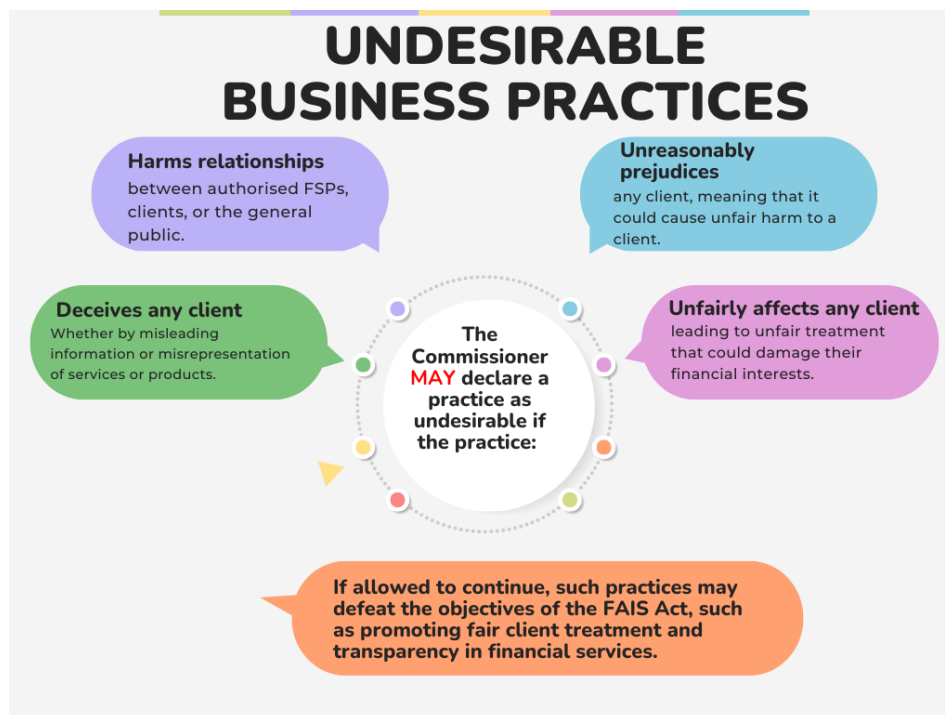 UNDESIRABLE
BUSINESS PRACTICES
Harms relationships
between authorised FSPs,
clients, or the general
public.
Unreasonably
prejudices
any client, meaning that it
could cause unfair harm to a
client.
Deceives any client
Whether by misleading
information or misrepresentation
of services or products.
Unfairly affects any client
leading to unfair treatment
that could damage their
financial interests.
The
Commissioner
MAY declare a
practice as
undesirable if
the practice:
If allowed to continue, such practices may
defeat the objectives of the FAIS Act, such
as promoting fair client treatment and
transparency in financial services.